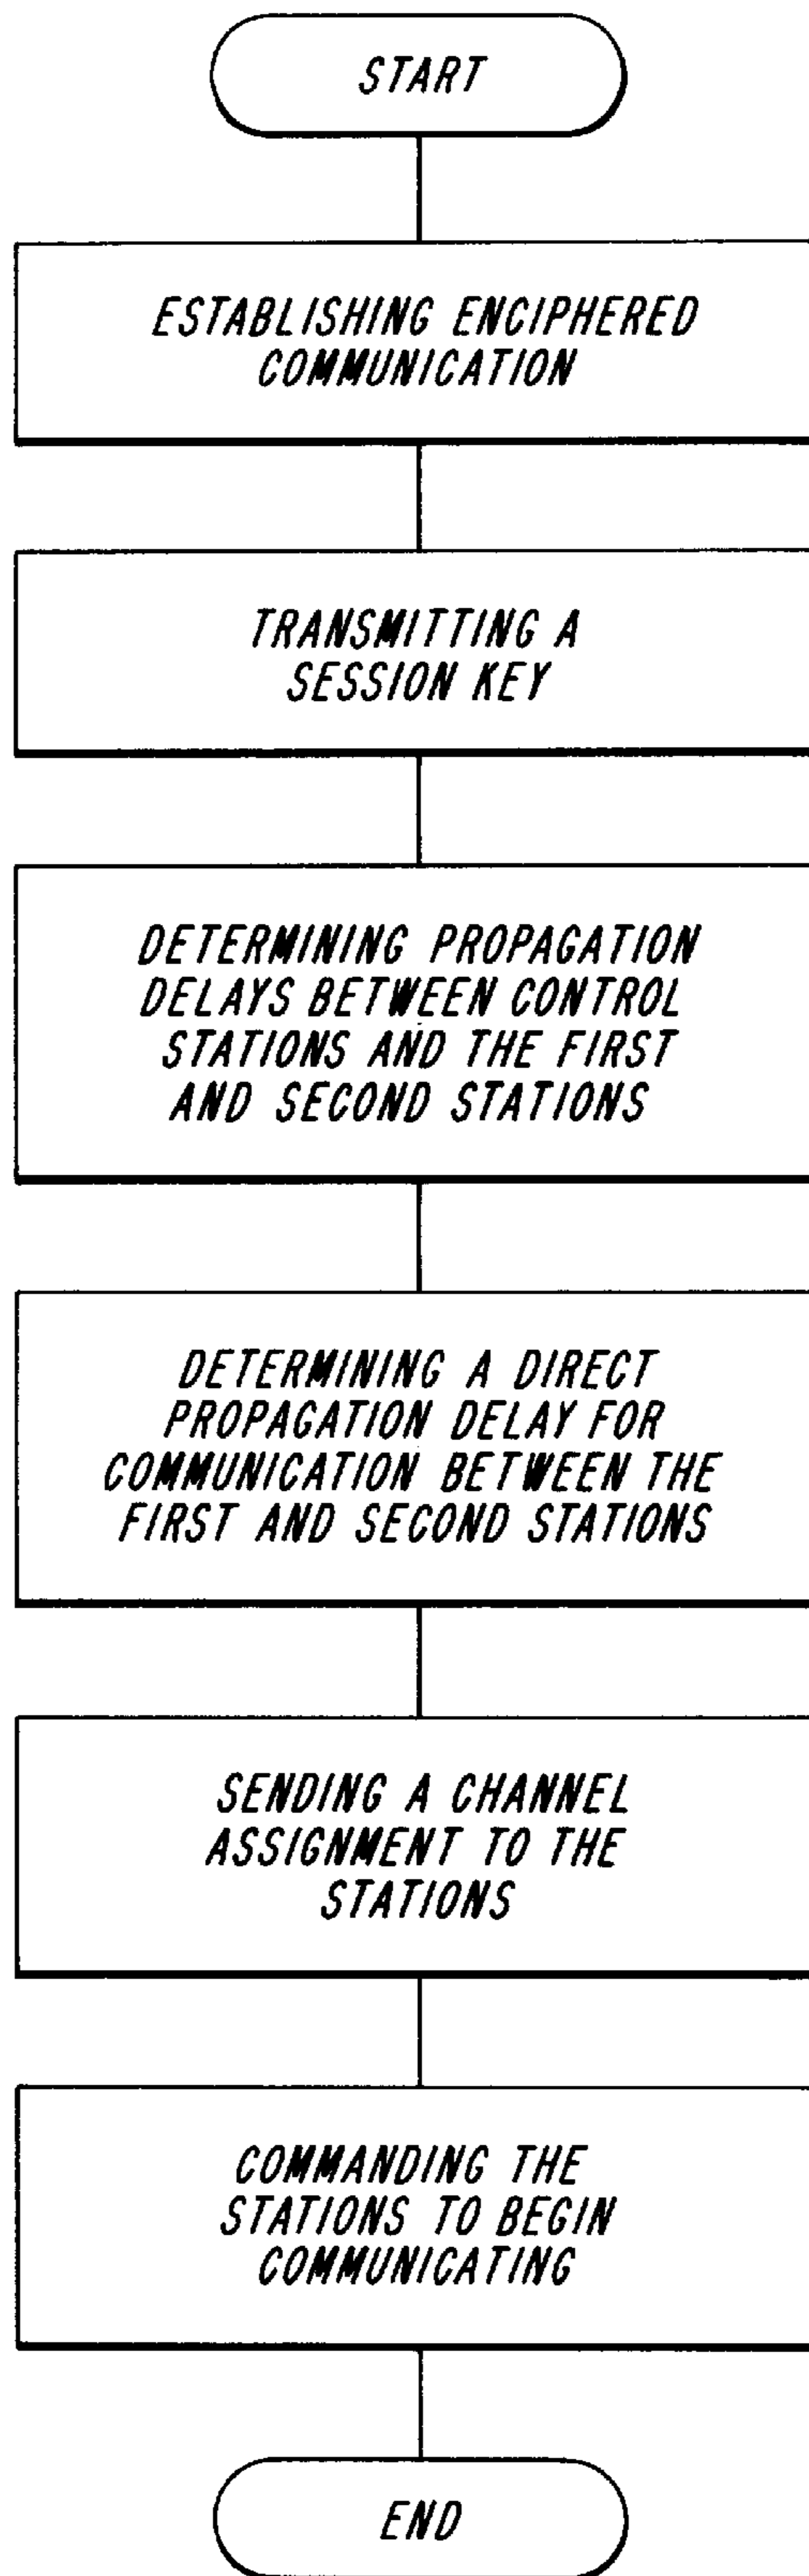 START
ESTABLISHING ENCIPHERED
COMMUNICATION
TRANSMITTING A
SESSION KEY
DETERMINING PROPAGATION
DELAYS BETWEEN CONTROL
STATIONS AND THE FIRST
AND SECOND STATIONS
DETERMINING A DIRECT
PROPAGATION DELAY FOR
COMMUNICATION BETWEEN THE
FIRST AND SECOND STATIONS
SENDING A CHANNEL
ASSIGNMENT TO THE
STATIONS
COMMANDING THE
STATIONS TO BEGIN
COMMUNICATING
END